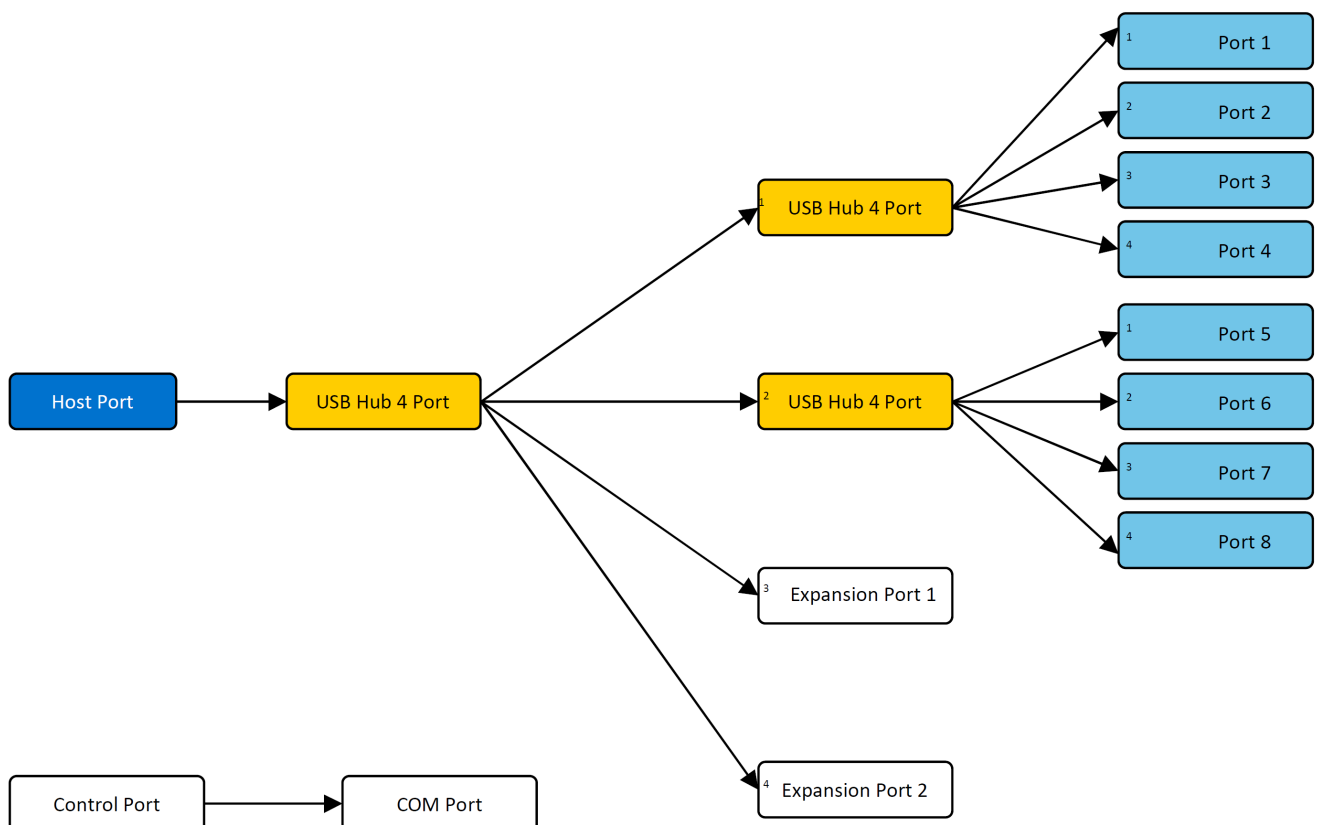 1 Port 1
2 Port 2
3 Port 3
1 USB Hub 4 Port
4 Port 4
1 Port 5
Host Port
USB Hub 4 Port
2 USB Hub 4 Port
2 Port 6
3 Port 7
4 Port 8
3 Expansion Port 1
4 Expansion Port 2
Control Port
COM Port